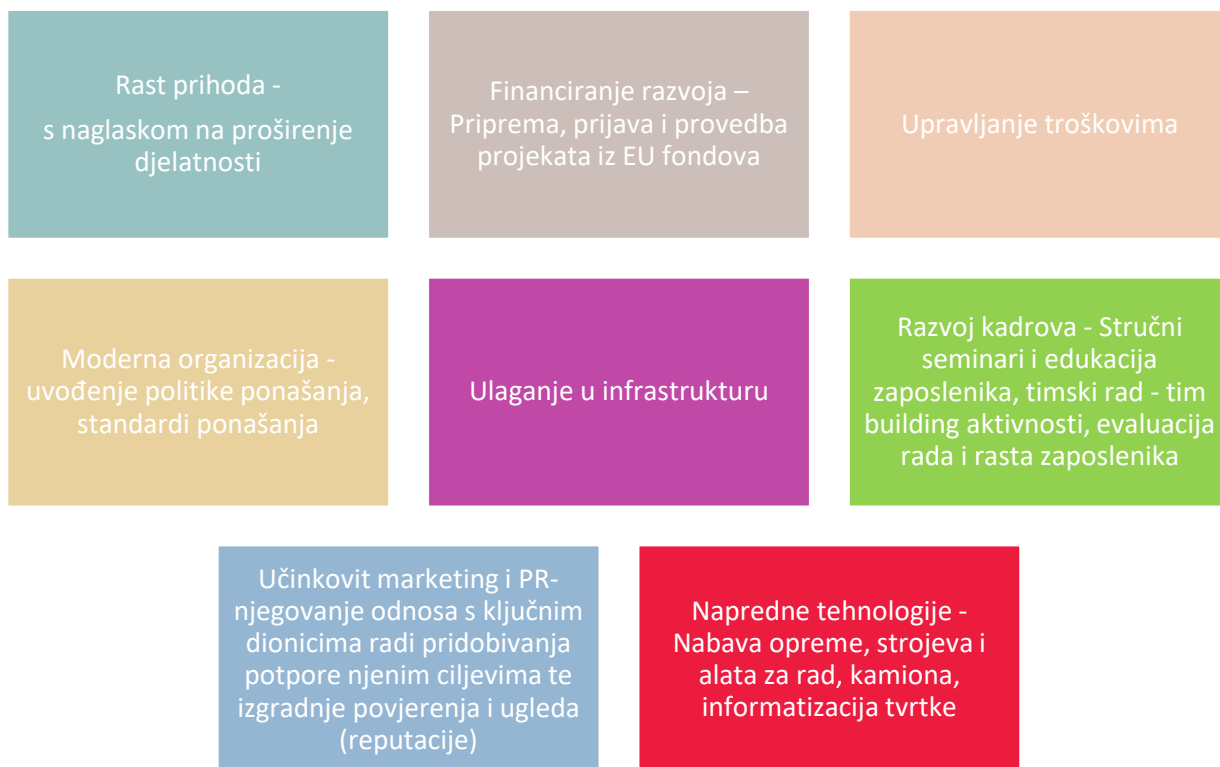 Rast prihoda -
s naglaskom na proširenje
djelatnosti
Financiranje razvoja –
Priprema, prijava i provedba
projekata iz EU fondova
Upravljanje troškovima
Moderna organizacija -
uvođenje politike ponašanja,
standardi ponašanja
Ulaganje u infrastrukturu
Razvoj kadrova - Stručni
seminari i edukacija
zaposlenika, timski rad - tim
building aktivnosti, evaluacija
rada i rasta zaposlenika
Učinkovit marketing i PR-
njegovanje odnosa s ključnim
dionicima radi pridobivanja
potpore njenim ciljevima te
izgradnje povjerenja i ugleda
(reputacije)
Napredne tehnologije -
Nabava opreme, strojeva i
alata za rad, kamiona,
informatizacija tvrtke